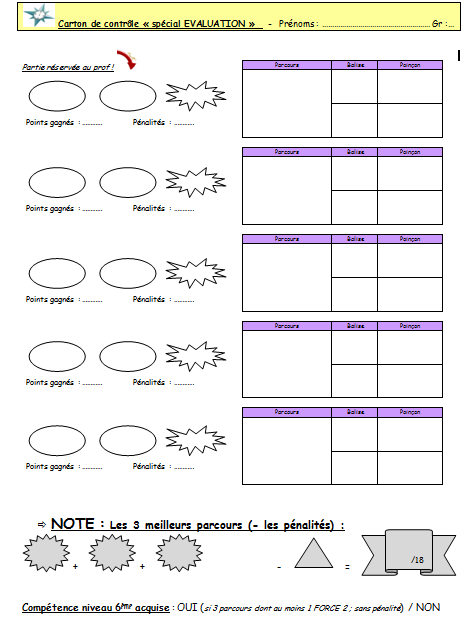 Carton de contrôle « spécial EVALUATION » - Prénoms : ........................................ Gr :...
Partie réservée au prof !
Parcours Balise Poinçon
Points gagnés : ........... Pénalités : ...........
Parcours Balise Poinçon
Points gagnés : ........... Pénalités : ...........
Parcours Balise Poinçon
Points gagnés : ........... Pénalités : ...........
Parcours Balise Poinçon
Points gagnés : ........... Pénalités : ...........
Parcours Balise Poinçon
Points gagnés : ........... Pénalités : ...........
⇨ NOTE : Les 3 meilleurs parcours (- les pénalités) :
+ + - = /18
Compétence niveau 6ème acquise : OUI (si 3 parcours dont au moins 1 FORCE 2 ; sans pénalité) / NON